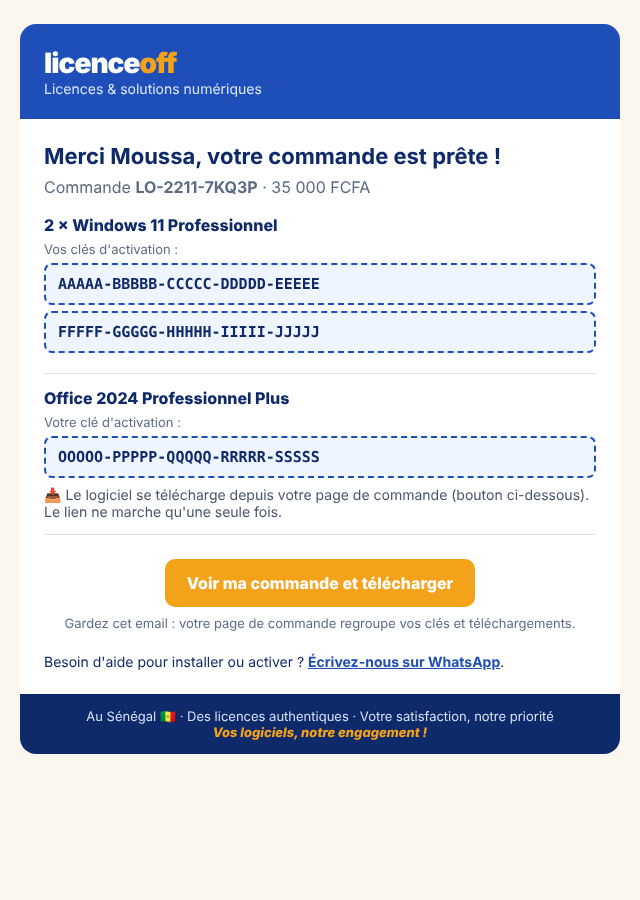 licenceoff
Licences & solutions numériques
Merci Moussa, votre commande est prête !
Commande LO-2211-7KQ3P · 35 000 FCFA
2 × Windows 11 Professionnel
Vos clés d'activation :
AAAAA-BBBBB-CCCCC-DDDDD-EEEEE
FFFFF-GGGGG-HHHHH-IIIII-JJJJJ
Office 2024 Professionnel Plus
Votre clé d'activation :
OOOOO-PPPPP-QQQQQ-RRRRR-SSSSS
📥 Le logiciel se télécharge depuis votre page de commande (bouton ci-dessous).
Le lien ne marche qu'une seule fois.
Voir ma commande et télécharger
Gardez cet email : votre page de commande regroupe vos clés et téléchargements.
Besoin d'aide pour installer ou activer ? Écrivez-nous sur WhatsApp.
Au Sénégal 🇸🇳 · Des licences authentiques · Votre satisfaction, notre priorité
Vos logiciels, notre engagement !